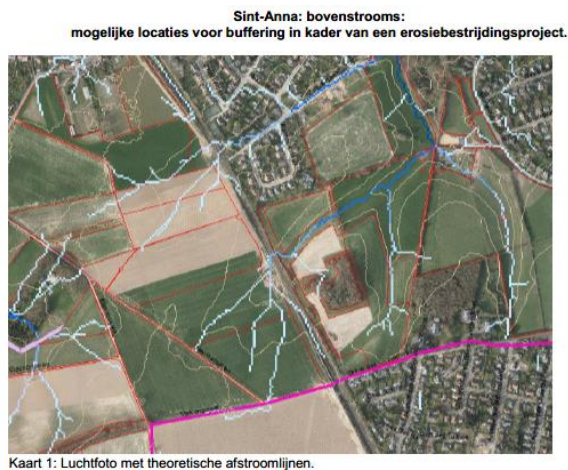 Sint-Anna: bovenstrooms:
mogelijke locaties voor buffering in kader van een erosiebestrijdingsproject.
Kaart 1: Luchtfoto met theoretische afstroomlijnen.